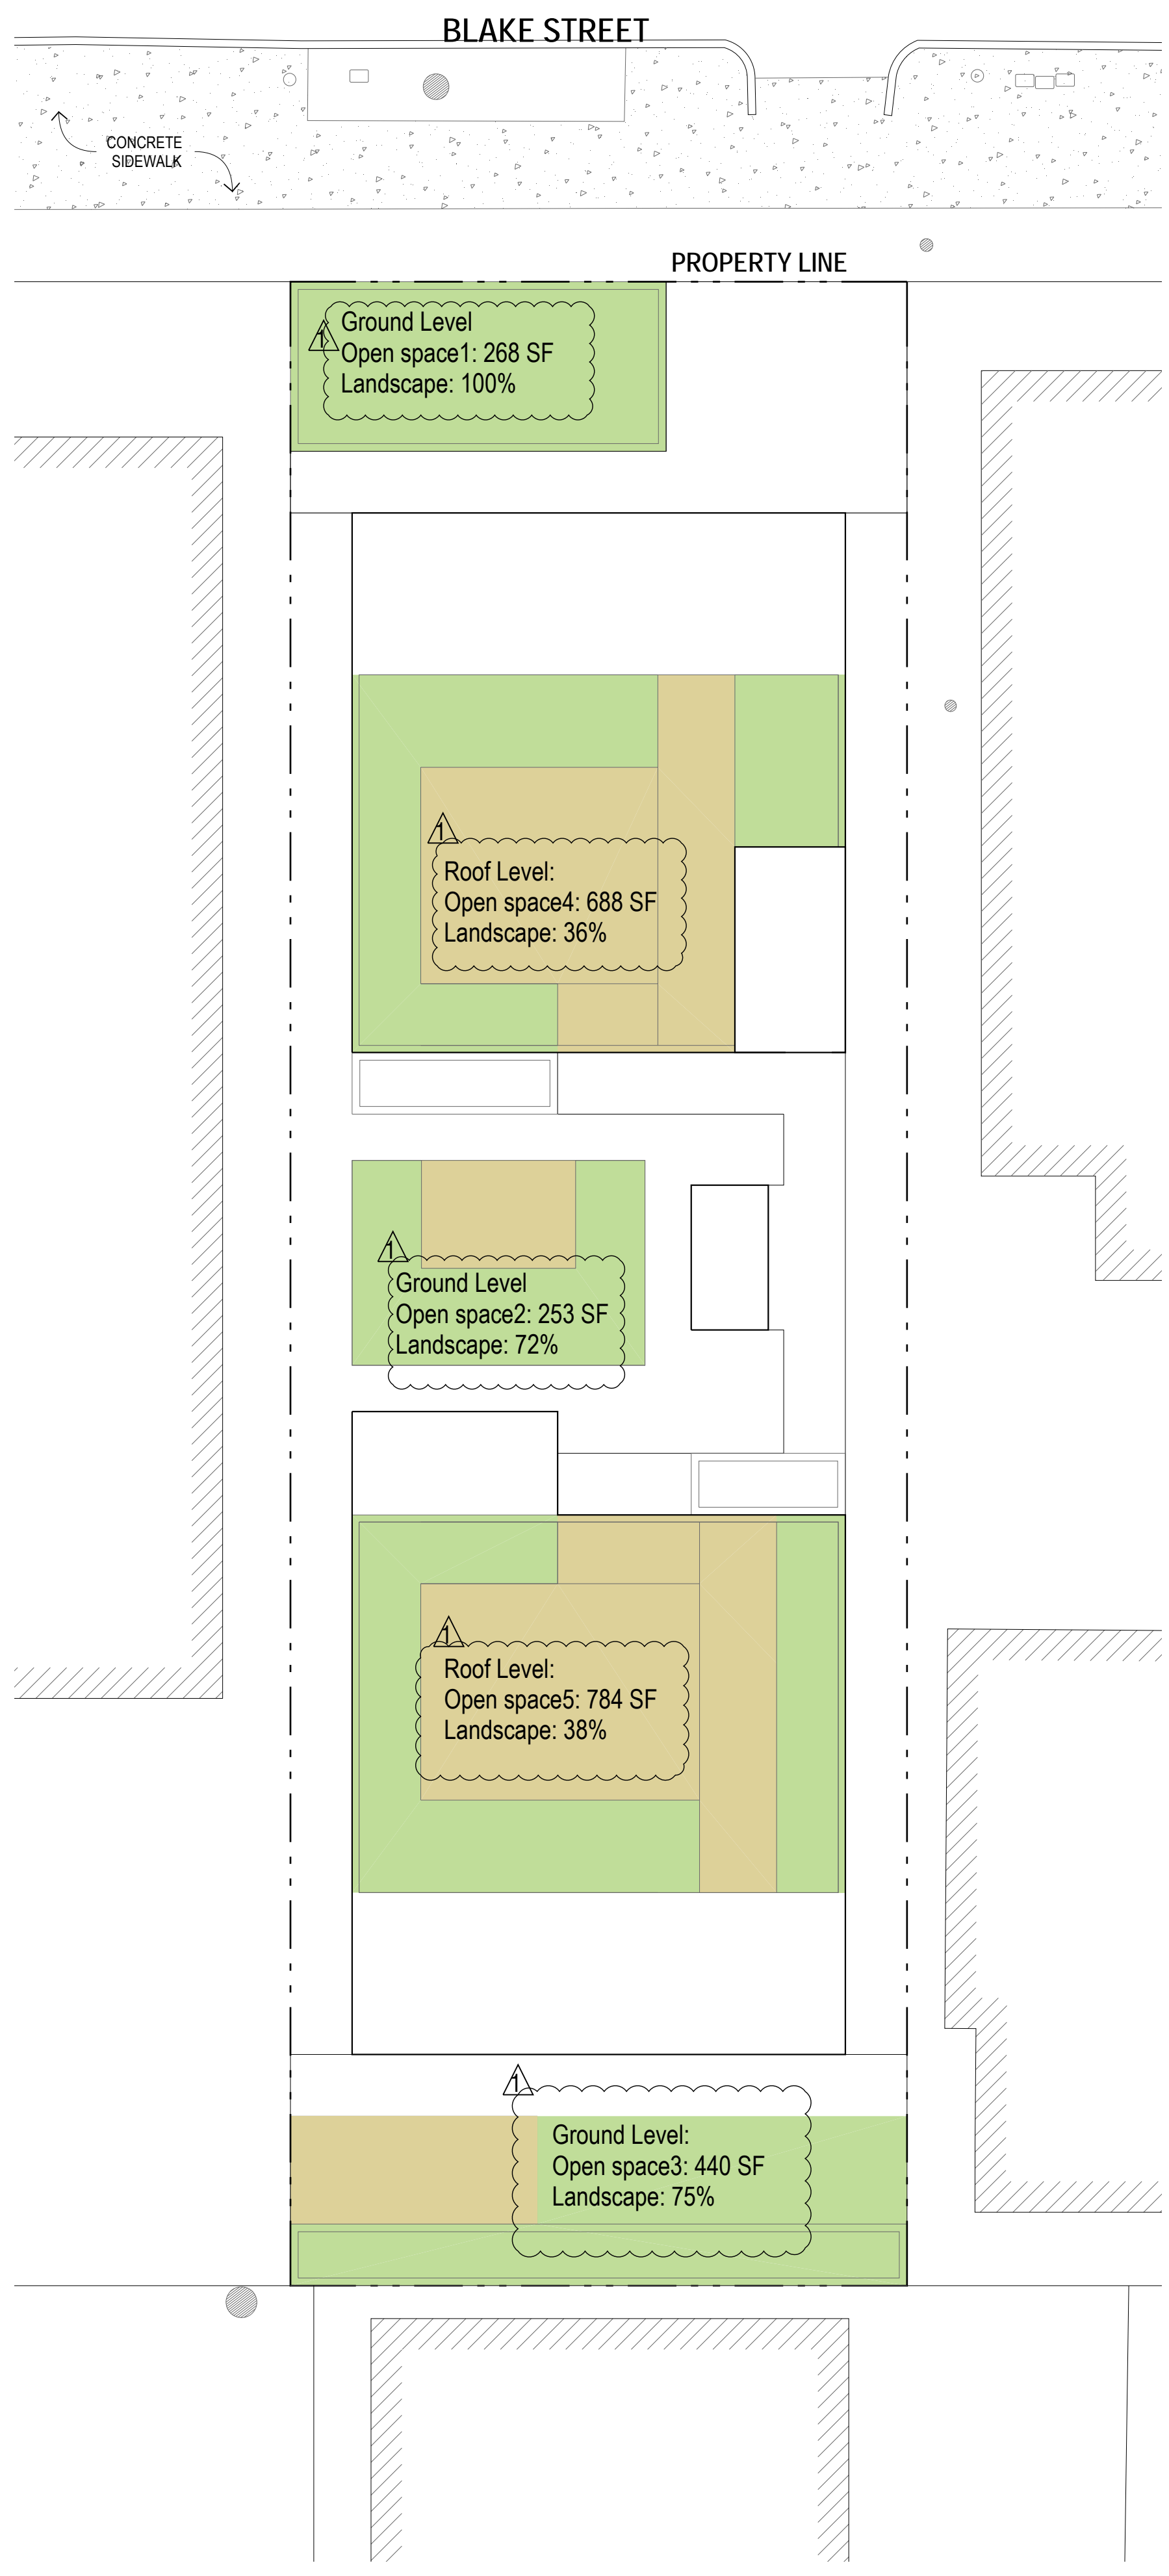 BLAKE STREET
CONCRETE
SIDEWALK
PROPERTY LINE
1
Ground Level
Open space1: 268 SF
Landscape: 100%
1
Roof Level:
Open space4: 688 SF
Landscape: 36%
1
Ground Level
Open space2: 253 SF
Landscape: 72%
1
Roof Level:
Open space5: 784 SF
Landscape: 38%
1
Ground Level:
Open space3: 440 SF
Landscape: 75%